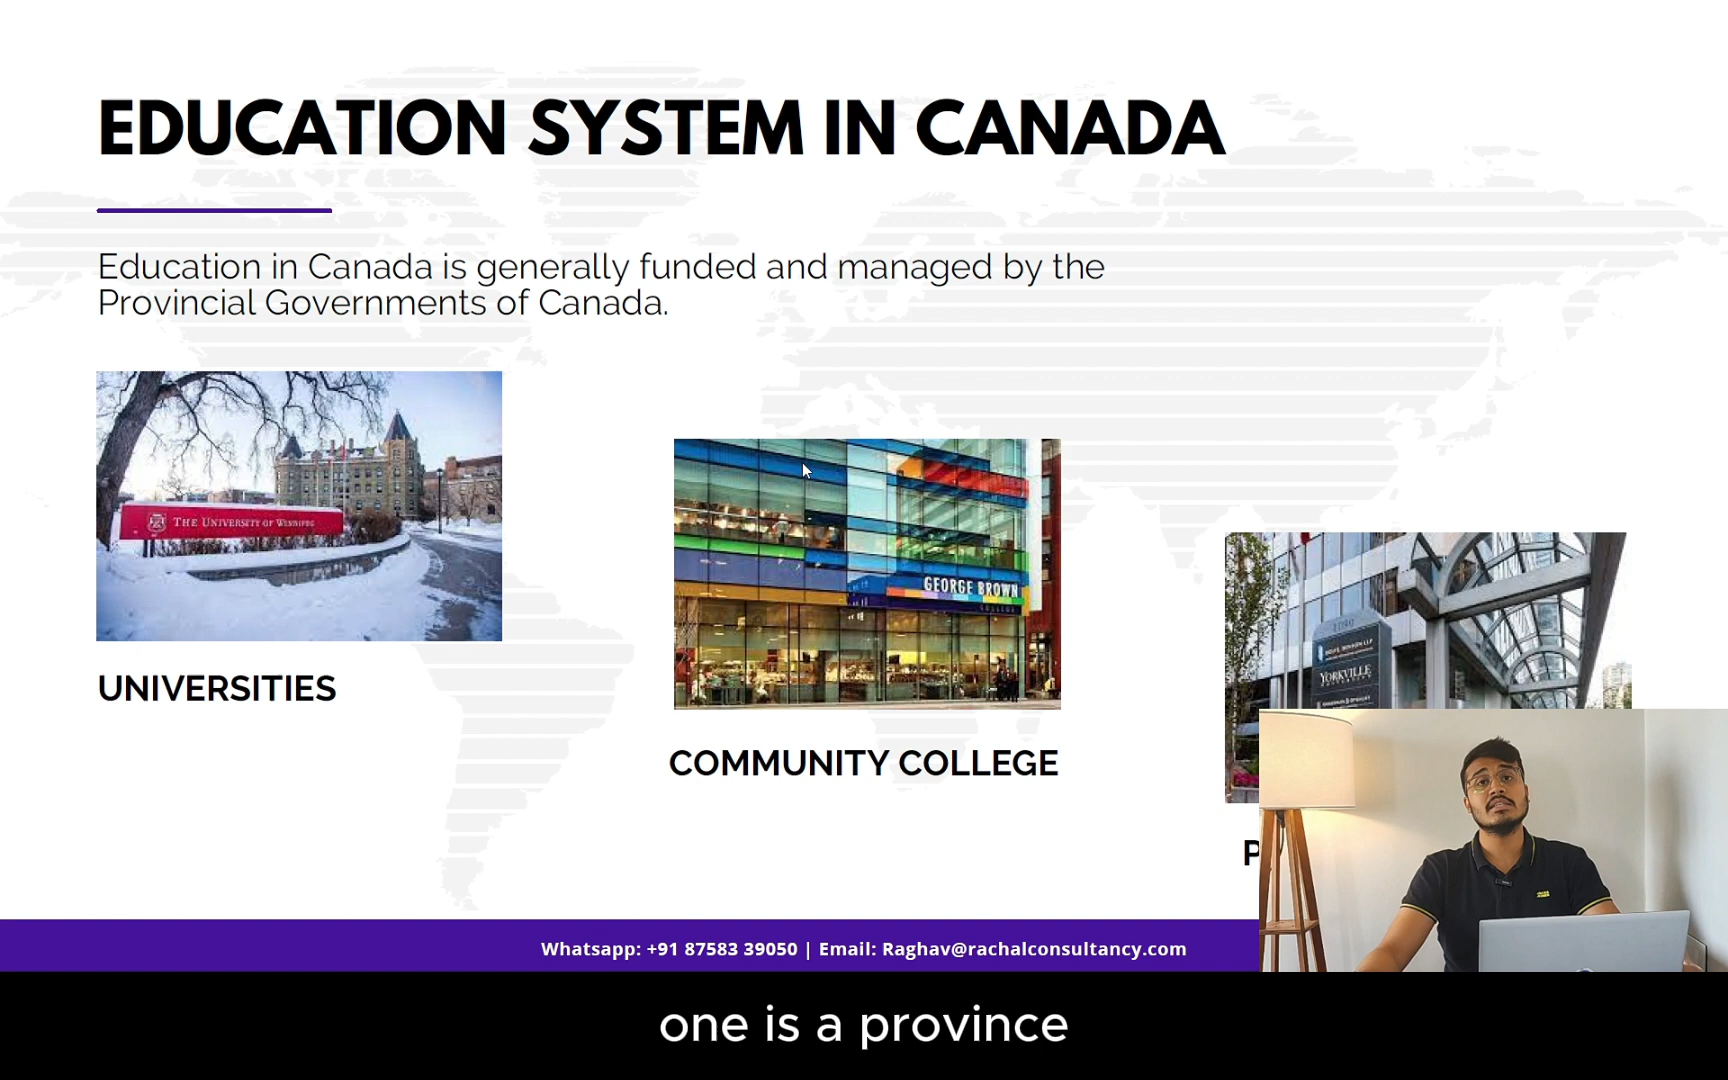 EDUCATION SYSTEM IN CANADA
Education in Canada is generally funded and managed by the
Provincial Governments of Canada.
THE UNIVERSITY OF WINNIPEG
UNIVERSITIES
GEORGE BROWN
COLLEGE
COMMUNITY COLLEGE
YORKVILLE
P
Whatsapp: +91 87583 39050 | Email: Raghav@rachalconsultancy.com
one is a province